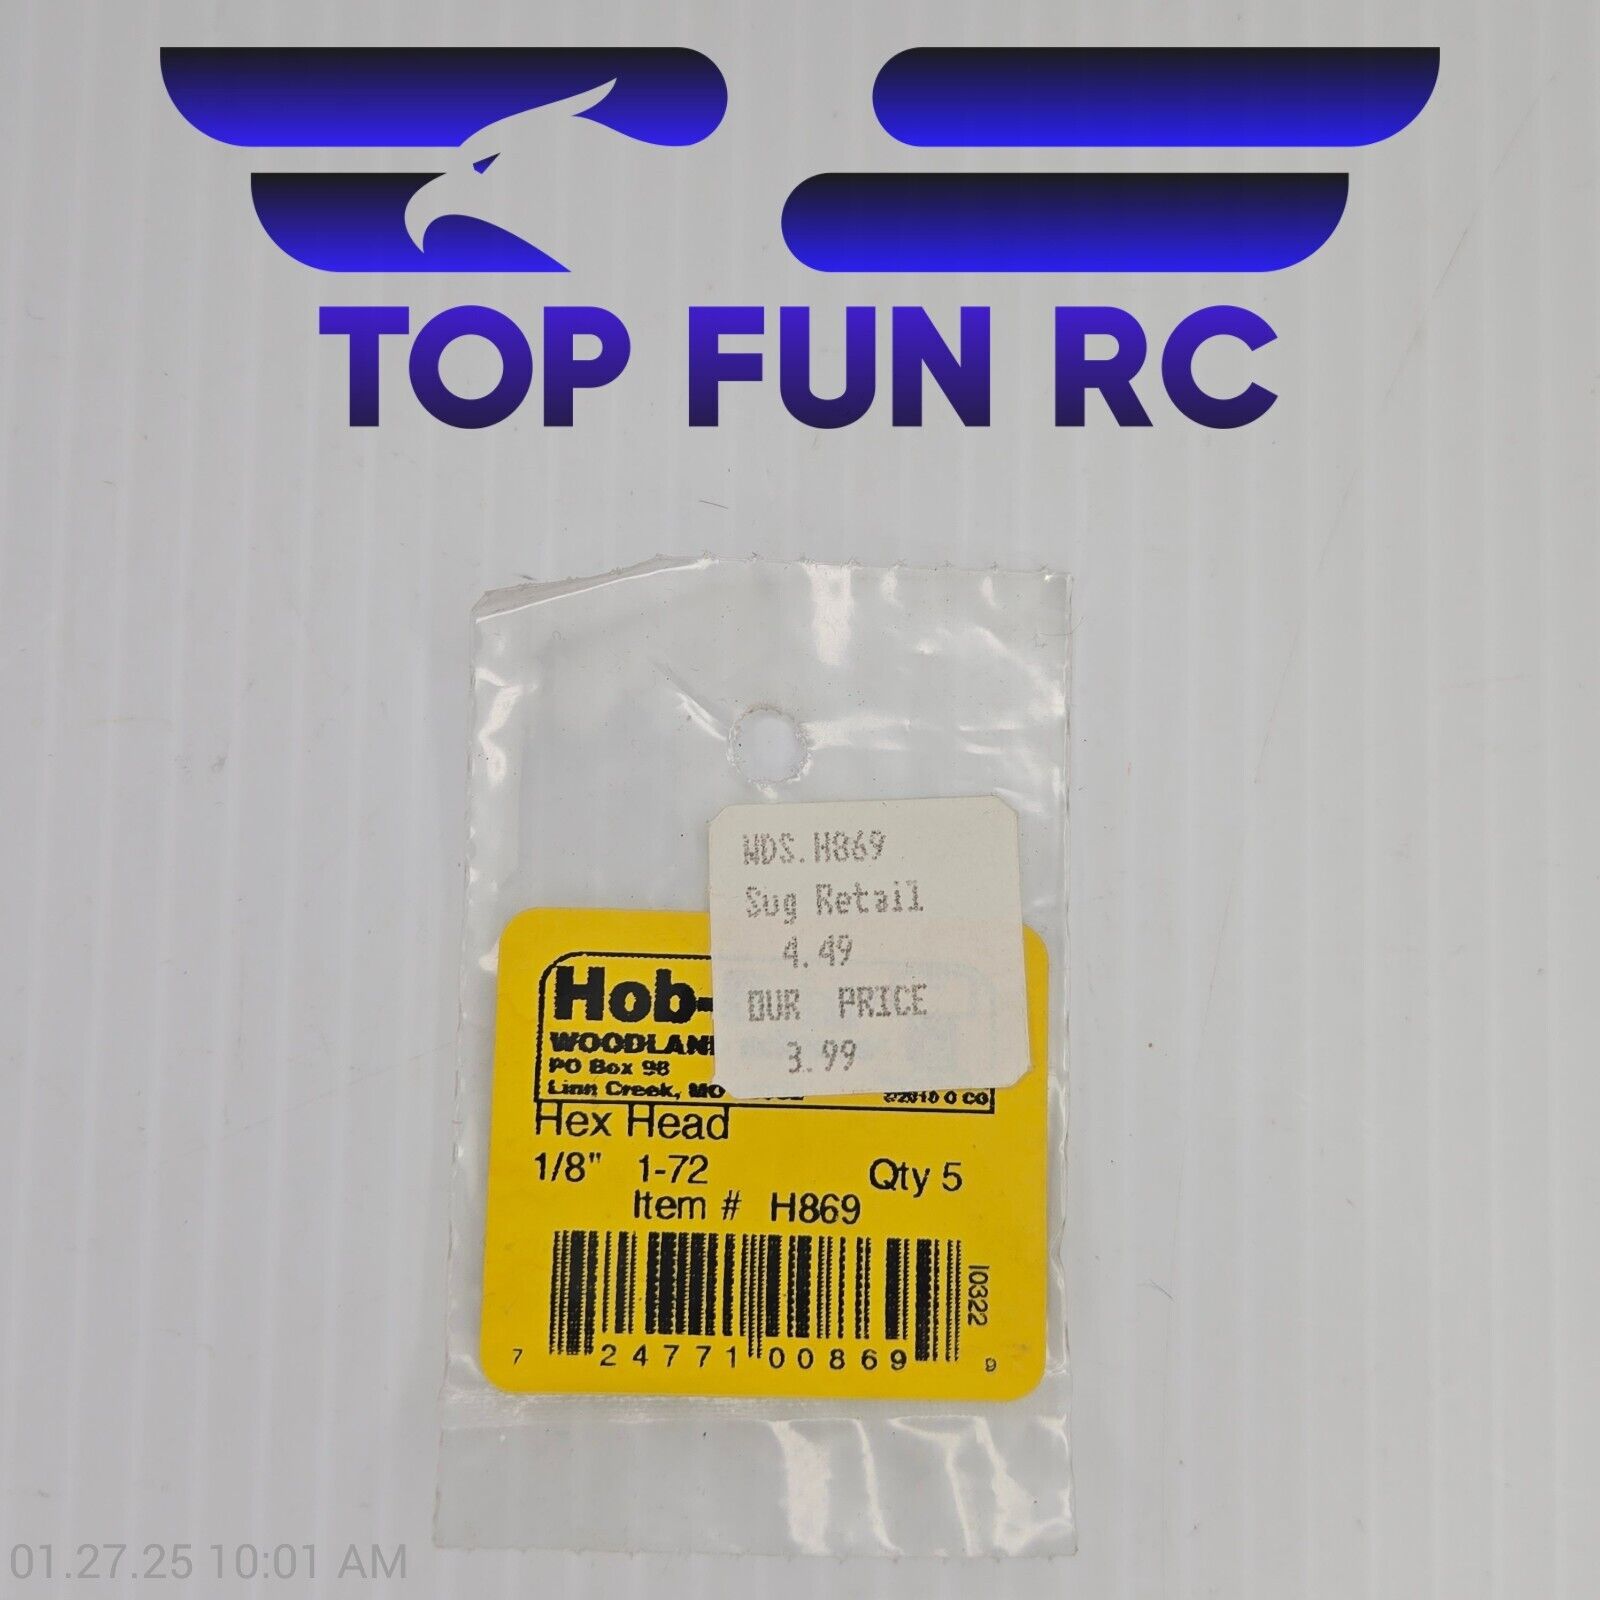 TOP FUN RC
WDS.H869
Sug Retail
4.49
OUR PRICE
3.99
Hob-
WOODLAN
PO Box 98
Linn Creek, MO
©2010 O CO
Hex Head
1/8" 1-72 Qty 5
Item # H869
10322
7 24771 00869 9
01.27.25 10:01 AM